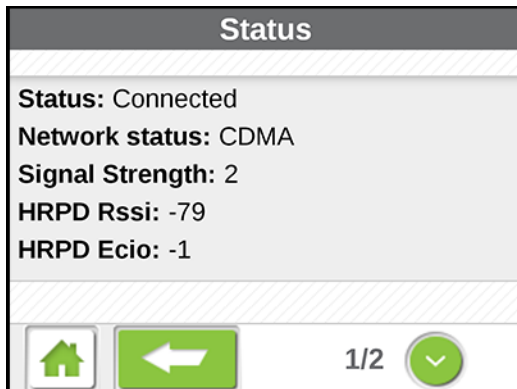 Status
Status: Connected
Network status: CDMA
Signal Strength: 2
HRPD Rssi: -79
HRPD Ecio: -1
1/2